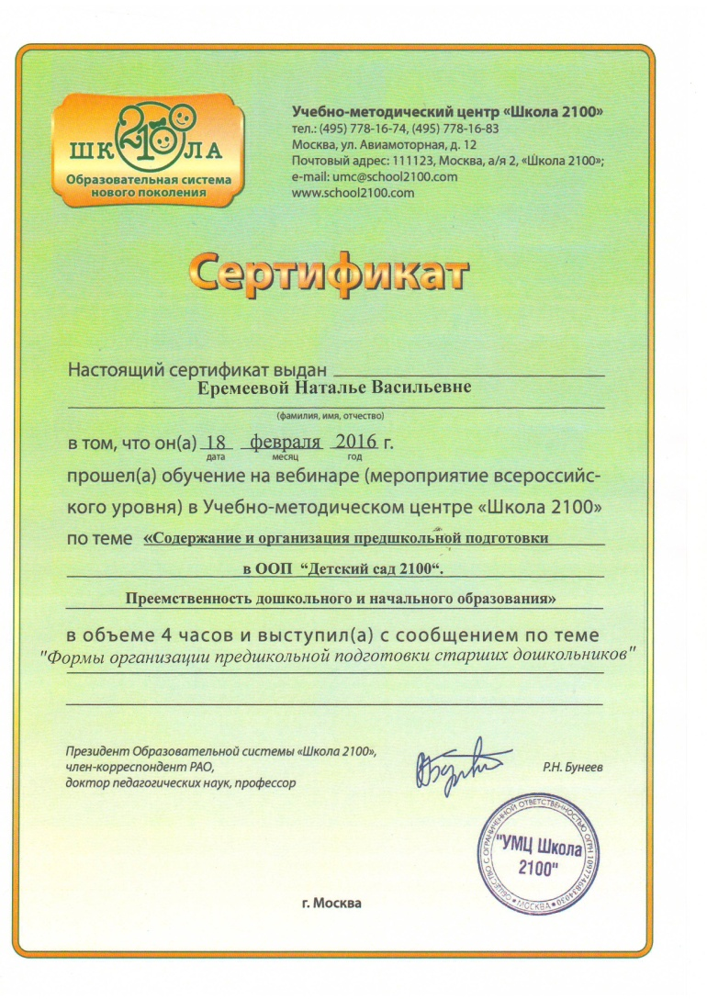 ШК 2100 ЛА
Образовательная система
нового поколения
Учебно-методический центр «Школа 2100»
тел.: (495) 778-16-74, (495) 778-16-83
Москва, ул. Авиамоторная, д. 12
Почтовый адрес: 111123, Москва, а/я 2, «Школа 2100»;
e-mail: umc@school2100.com
www.school2100.com
Сертификат
Настоящий сертификат выдан
Еремеевой Наталье Васильевне
(фамилия, имя, отчество)
в том, что он(а) 18 февраля 2016 г.
дата месяц год
прошел(а) обучение на вебинаре (мероприятие всероссийс-
кого уровня) в Учебно-методическом центре «Школа 2100»
по теме «Содержание и организация предшкольной подготовки
в ООП “Детский сад 2100“.
Преемственность дошкольного и начального образования»
в объеме 4 часов и выступил(а) с сообщением по теме
"Формы организации предшкольной подготовки старших дошкольников"
Президент Образовательной системы «Школа 2100»,
член-корреспондент РАО,
доктор педагогических наук, профессор
Р.Н. Бунеев
ОБЩЕСТВО С ОГРАНИЧЕННОЙ ОТВЕТСТВЕННОСТЬЮ ОГРН 1097746834030
"УМЦ Школа
2100"
• МОСКВА •
г. Москва